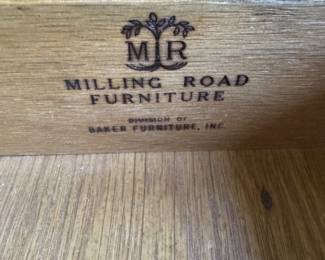 MR
MILLING ROAD
FURNITURE
DIVISION OF
BAKER FURNITURE, INC.